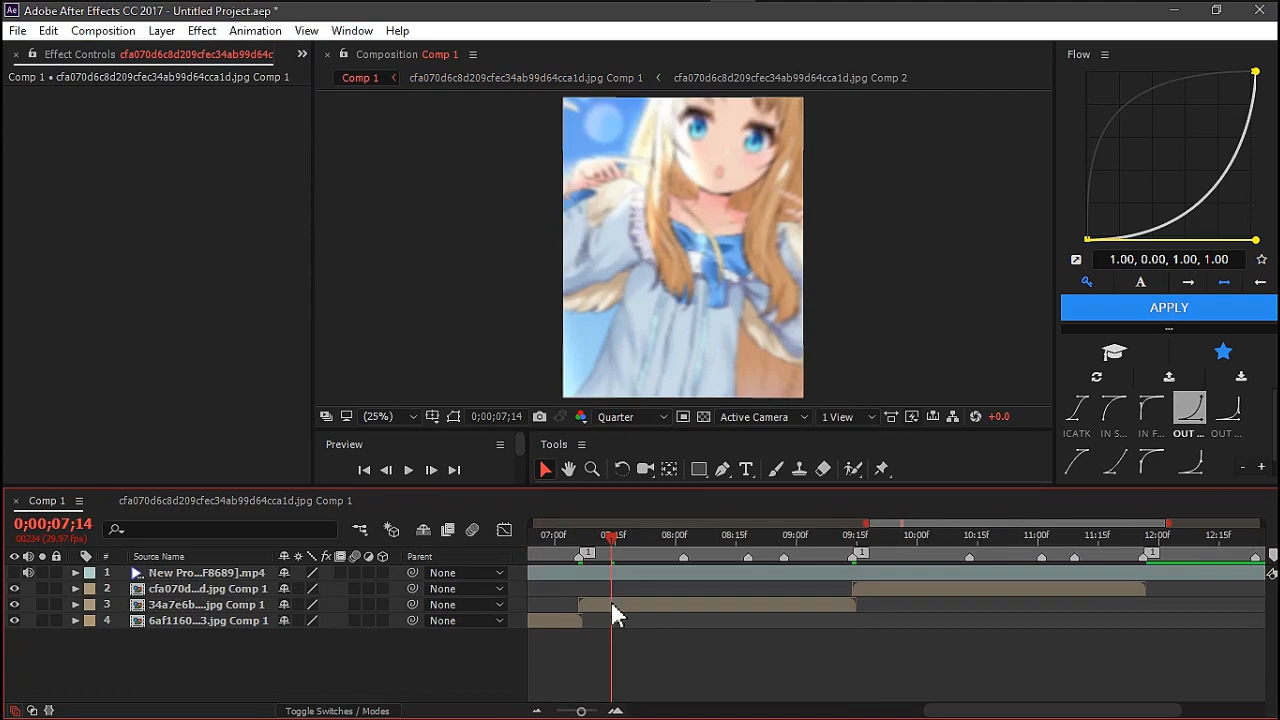 Ae Adobe After Effects CC 2017 - Untitled Project.aep *
File Edit Composition Layer Effect Animation View Window Help
× Effect Controls cfa070d6c8d209cfec34ab99d64c
Comp 1 • cfa070d6c8d209cfec34ab99d64cca1d.jpg Comp 1
× Composition Comp 1
Comp 1 cfa070d6c8d209cfec34ab99d64cca1d.jpg Comp 1 cfa070d6c8d209cfec34ab99d64cca1d.jpg Comp 2
Flow
1.00, 0.00, 1.00, 1.00
A
APPLY
ICATK IN S... IN F... OUT ... OUT ...
- +
(25%) 0;00;07;14 Quarter Active Camera 1 View +0.0
Preview
Tools
× Comp 1 cfa070d6c8d209cfec34ab99d64cca1d.jpg Comp 1
0;00;07;14
00224 (29.97 fps)
07:00f 08:00f 08:15f 09:00f 09:15f 10:00f 10:15f 11:00f 11:15f 12:00f 12:15f
# Source Name fx Parent
1 1 1
1 New Pro...F8689].mp4 None
2 cfa070d...d.jpg Comp 1 None
3 34a7e6b....jpg Comp 1 None
4 6af1160...3.jpg Comp 1 None
Toggle Switches / Modes